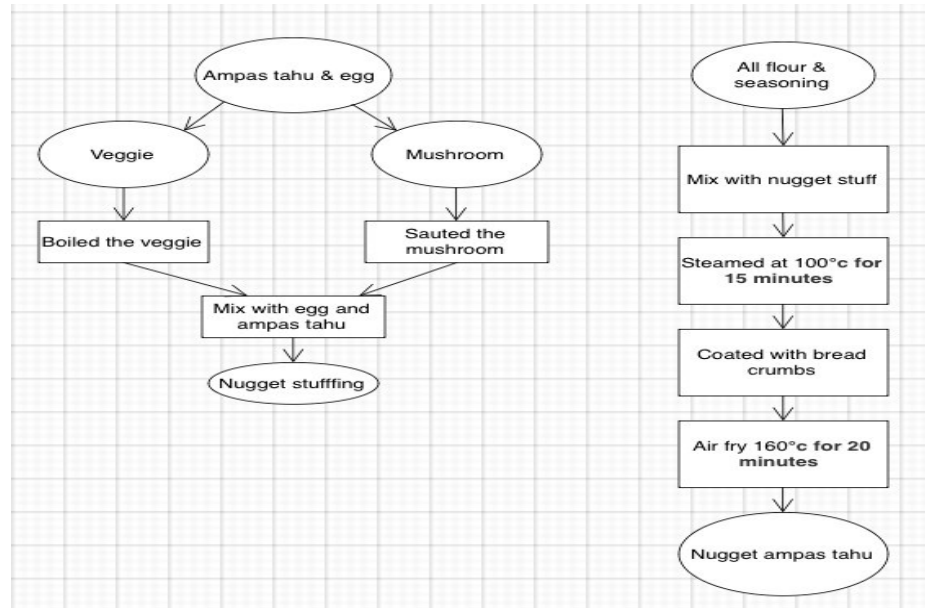 Ampas tahu & egg
Veggie
Mushroom
Boiled the veggie
Sauted the
mushroom
Mix with egg and
ampas tahu
Nugget stufffing
All flour &
seasoning
Mix with nugget stuff
Steamed at 100°c for
15 minutes
Coated with bread
crumbs
Air fry 160°c for 20
minutes
Nugget ampas tahu